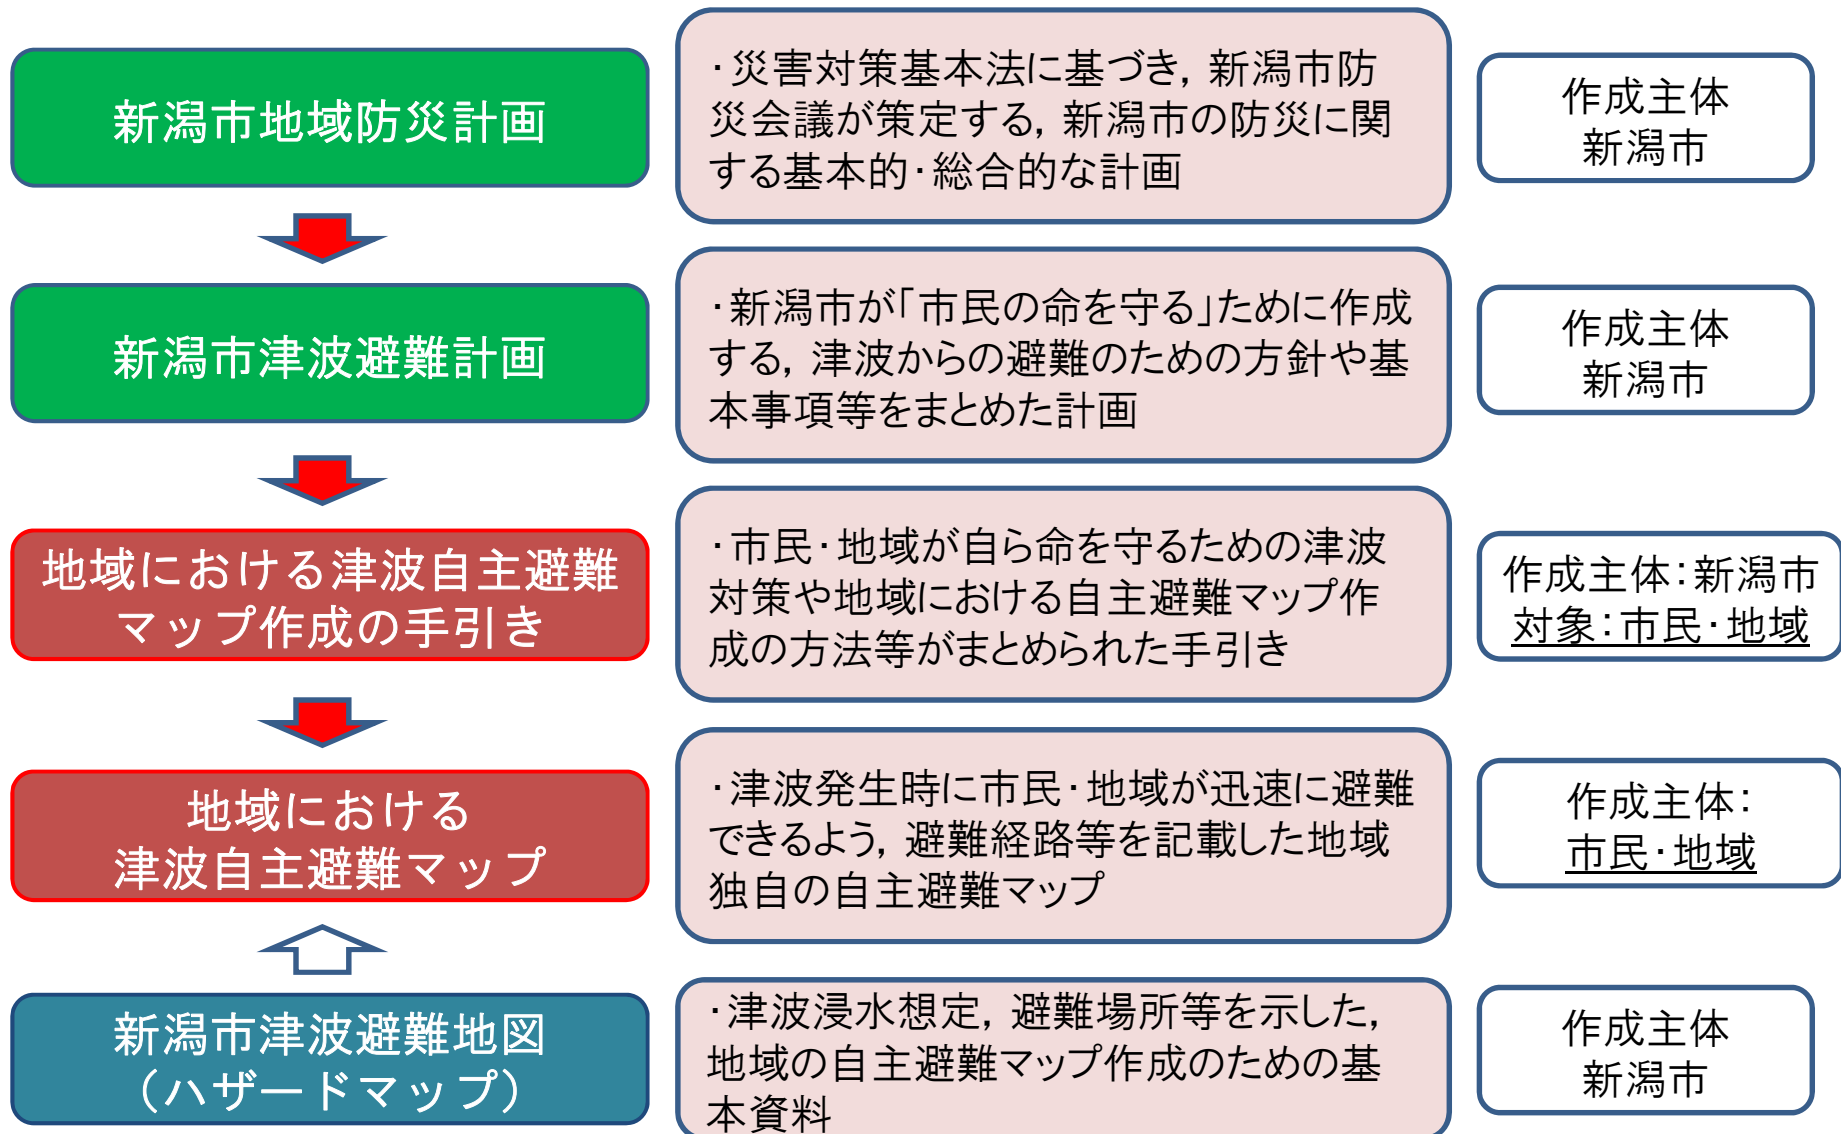 新潟市地域防災計画
・災害対策基本法に基づき，新潟市防
災会議が策定する，新潟市の防災に関
する基本的・総合的な計画
作成主体
新潟市
新潟市津波避難計画
・新潟市が「市民の命を守る」ために作成
する，津波からの避難のための方針や基
本事項等をまとめた計画
作成主体
新潟市
地域における津波自主避難
マップ作成の手引き
・市民・地域が自ら命を守るための津波
対策や地域における自主避難マップ作
成の方法等がまとめられた手引き
作成主体：新潟市
対象：市民・地域
地域における
津波自主避難マップ
・津波発生時に市民・地域が迅速に避難
できるよう，避難経路等を記載した地域
独自の自主避難マップ
作成主体：
市民・地域
新潟市津波避難地図
（ハザードマップ）
・津波浸水想定，避難場所等を示した，
地域の自主避難マップ作成のための基
本資料
作成主体
新潟市